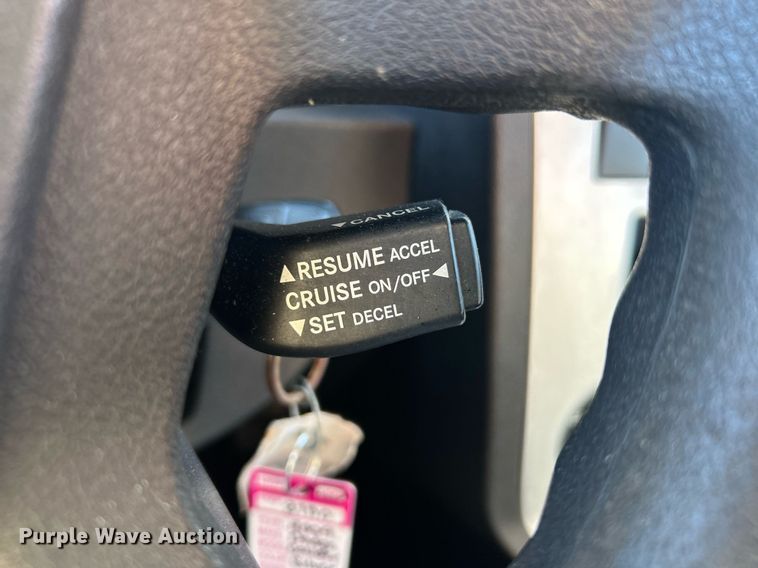 ▼CANCEL
▲RESUME ACCEL
CRUISE ON/OFF◀
▼SET DECEL
Purple Wave Auction®